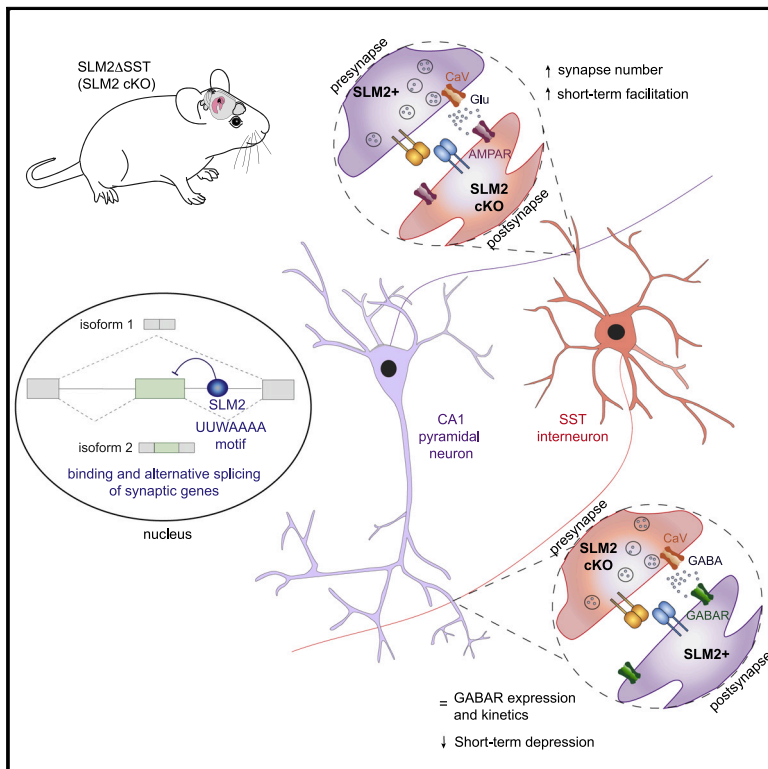 SLM2ΔSST
(SLM2 cKO)
presynapse
SLM2+
CaV
Glu
AMPAR
SLM2
cKO
postsynapse
↑ synapse number
↑ short-term facilitation
isoform 1
SLM2
UUWAAAA
motif
isoform 2
binding and alternative splicing
of synaptic genes
nucleus
CA1
pyramidal
neuron
SST
interneuron
presynapse
SLM2
cKO
CaV
GABA
GABAR
SLM2+
postsynapse
= GABAR expression
and kinetics
↓ Short-term depression